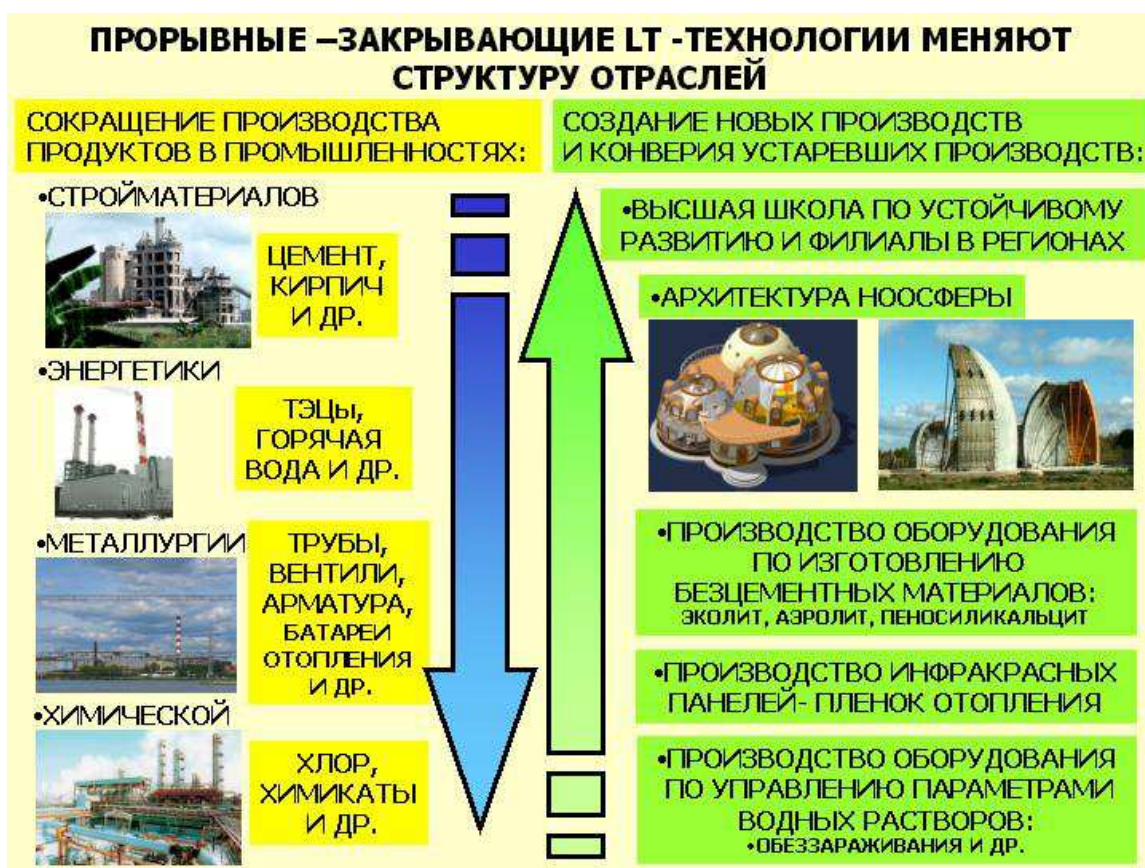 ПРОРЫВНЫЕ –ЗАКРЫВАЮЩИЕ LT -ТЕХНОЛОГИИ МЕНЯЮТ
СТРУКТУРУ ОТРАСЛЕЙ
СОКРАЩЕНИЕ ПРОИЗВОДСТВА
ПРОДУКТОВ В ПРОМЫШЛЕННОСТЯХ:
•СТРОЙМАТЕРИАЛОВ
ЦЕМЕНТ,
КИРПИЧ
И ДР.
•ЭНЕРГЕТИКИ
ТЭЦы,
ГОРЯЧАЯ
ВОДА И ДР.
•МЕТАЛЛУРГИИ
ТРУБЫ,
ВЕНТИЛИ,
АРМАТУРА,
БАТАРЕИ
ОТОПЛЕНИЯ
И ДР.
•ХИМИЧЕСКОЙ
ХЛОР,
ХИМИКАТЫ
И ДР.
СОЗДАНИЕ НОВЫХ ПРОИЗВОДСТВ
И КОНВЕРИЯ УСТАРЕВШИХ ПРОИЗВОДСТВ:
•ВЫСШАЯ ШКОЛА ПО УСТОЙЧИВОМУ
РАЗВИТИЮ И ФИЛИАЛЫ В РЕГИОНАХ
•АРХИТЕКТУРА НООСФЕРЫ
•ПРОИЗВОДСТВО ОБОРУДОВАНИЯ
ПО ИЗГОТОВЛЕНИЮ
БЕЗЦЕМЕНТНЫХ МАТЕРИАЛОВ:
ЭКОЛИТ, АЭРОЛИТ, ПЕНОСИЛИКАЛЬЦИТ
•ПРОИЗВОДСТВО ИНФРАКРАСНЫХ
ПАНЕЛЕЙ- ПЛЕНОК ОТОПЛЕНИЯ
•ПРОИЗВОДСТВО ОБОРУДОВАНИЯ
ПО УПРАВЛЕНИЮ ПАРАМЕТРАМИ
ВОДНЫХ РАСТВОРОВ:
•ОБЕЗЗАРАЖИВАНИЯ И ДР.